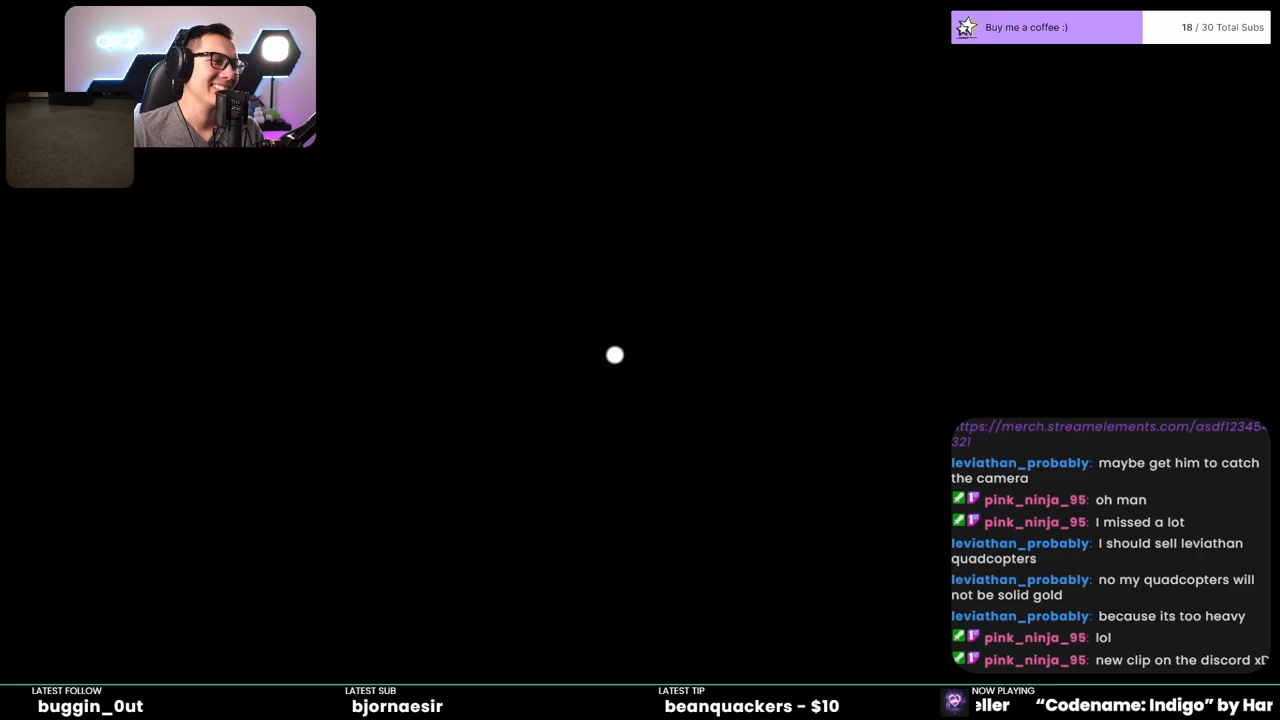 Buy me a coffee :)
18 / 30 Total Subs
https://merch.streamelements.com/asdf123454
321
leviathan_probably: maybe get him to catch
the camera
pink_ninja_95: oh man
pink_ninja_95: I missed a lot
leviathan_probably: I should sell leviathan
quadcopters
leviathan_probably: no my quadcopters will
not be solid gold
leviathan_probably: because its too heavy
pink_ninja_95: lol
pink_ninja_95: new clip on the discord xD
LATEST FOLLOW
buggin_0ut
LATEST SUB
bjornaesir
LATEST TIP
beanquackers - $10
NOW PLAYING
eller “Codename: Indigo” by Har